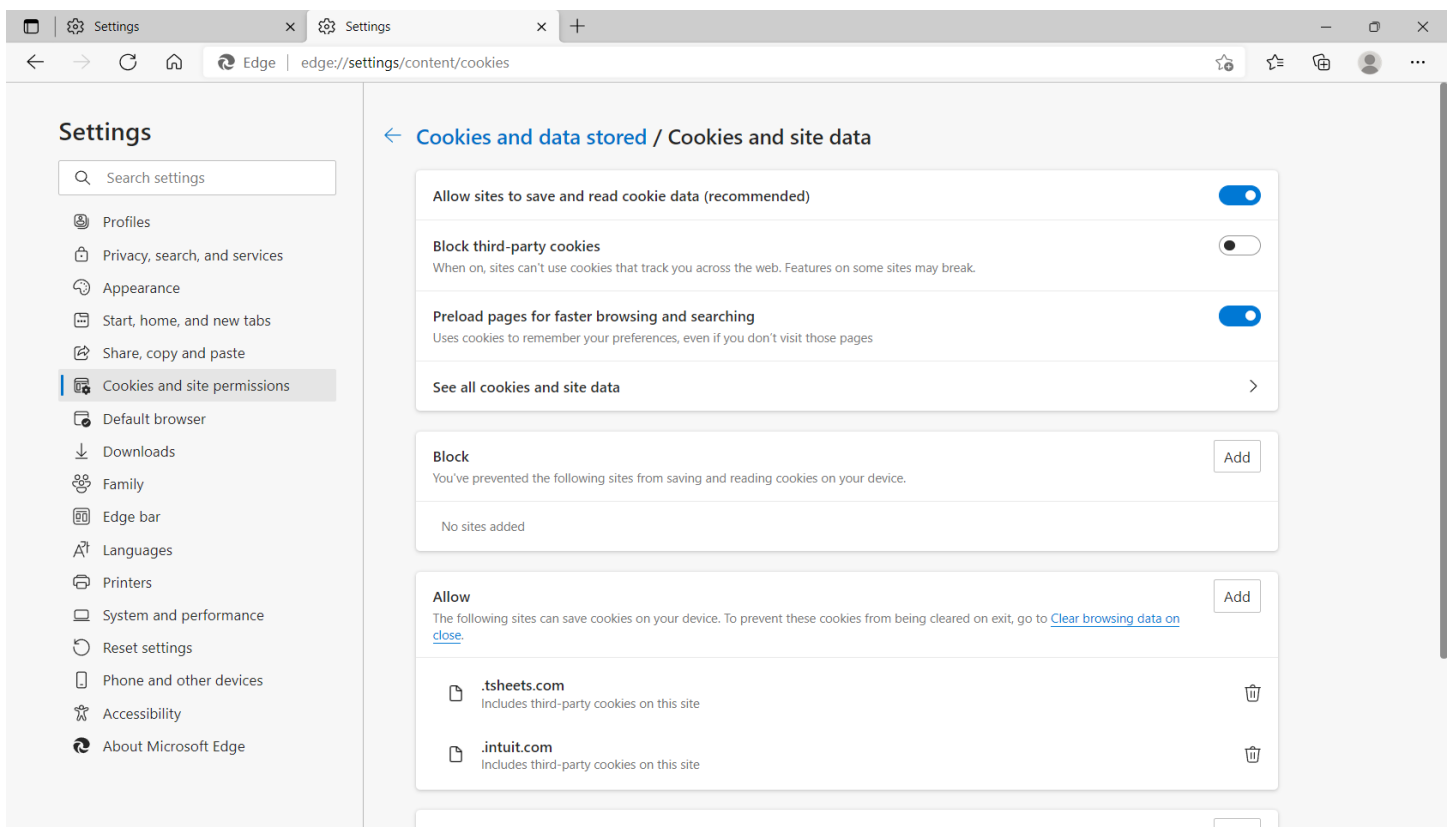 Settings
Settings
Edge
edge://settings/content/cookies
Settings
Search settings
Profiles
Privacy, search, and services
Appearance
Start, home, and new tabs
Share, copy and paste
Cookies and site permissions
Default browser
Downloads
Family
Edge bar
Languages
Printers
System and performance
Reset settings
Phone and other devices
Accessibility
About Microsoft Edge
Cookies and data stored / Cookies and site data
Allow sites to save and read cookie data (recommended)
Block third-party cookies
When on, sites can't use cookies that track you across the web. Features on some sites may break.
Preload pages for faster browsing and searching
Uses cookies to remember your preferences, even if you don't visit those pages
See all cookies and site data
Block
Add
You've prevented the following sites from saving and reading cookies on your device.
No sites added
Allow
Add
The following sites can save cookies on your device. To prevent these cookies from being cleared on exit, go to Clear browsing data on
close.
.tsheets.com
Includes third-party cookies on this site
.intuit.com
Includes third-party cookies on this site